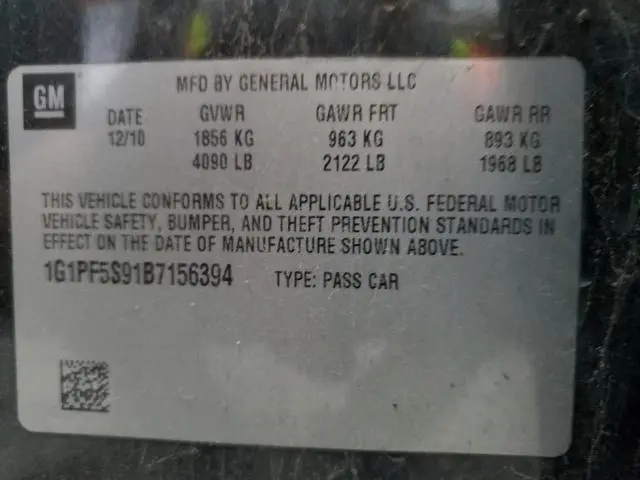 GM
MFD BY GENERAL MOTORS LLC
DATE GVWR GAWR FRT GAWR RR
12/10 1856 KG 963 KG 893 KG
4090 LB 2122 LB 1968 LB
THIS VEHICLE CONFORMS TO ALL APPLICABLE U.S. FEDERAL MOTOR
VEHICLE SAFETY, BUMPER, AND THEFT PREVENTION STANDARDS IN
EFFECT ON THE DATE OF MANUFACTURE SHOWN ABOVE.
1G1PF5S91B7156394 TYPE: PASS CAR